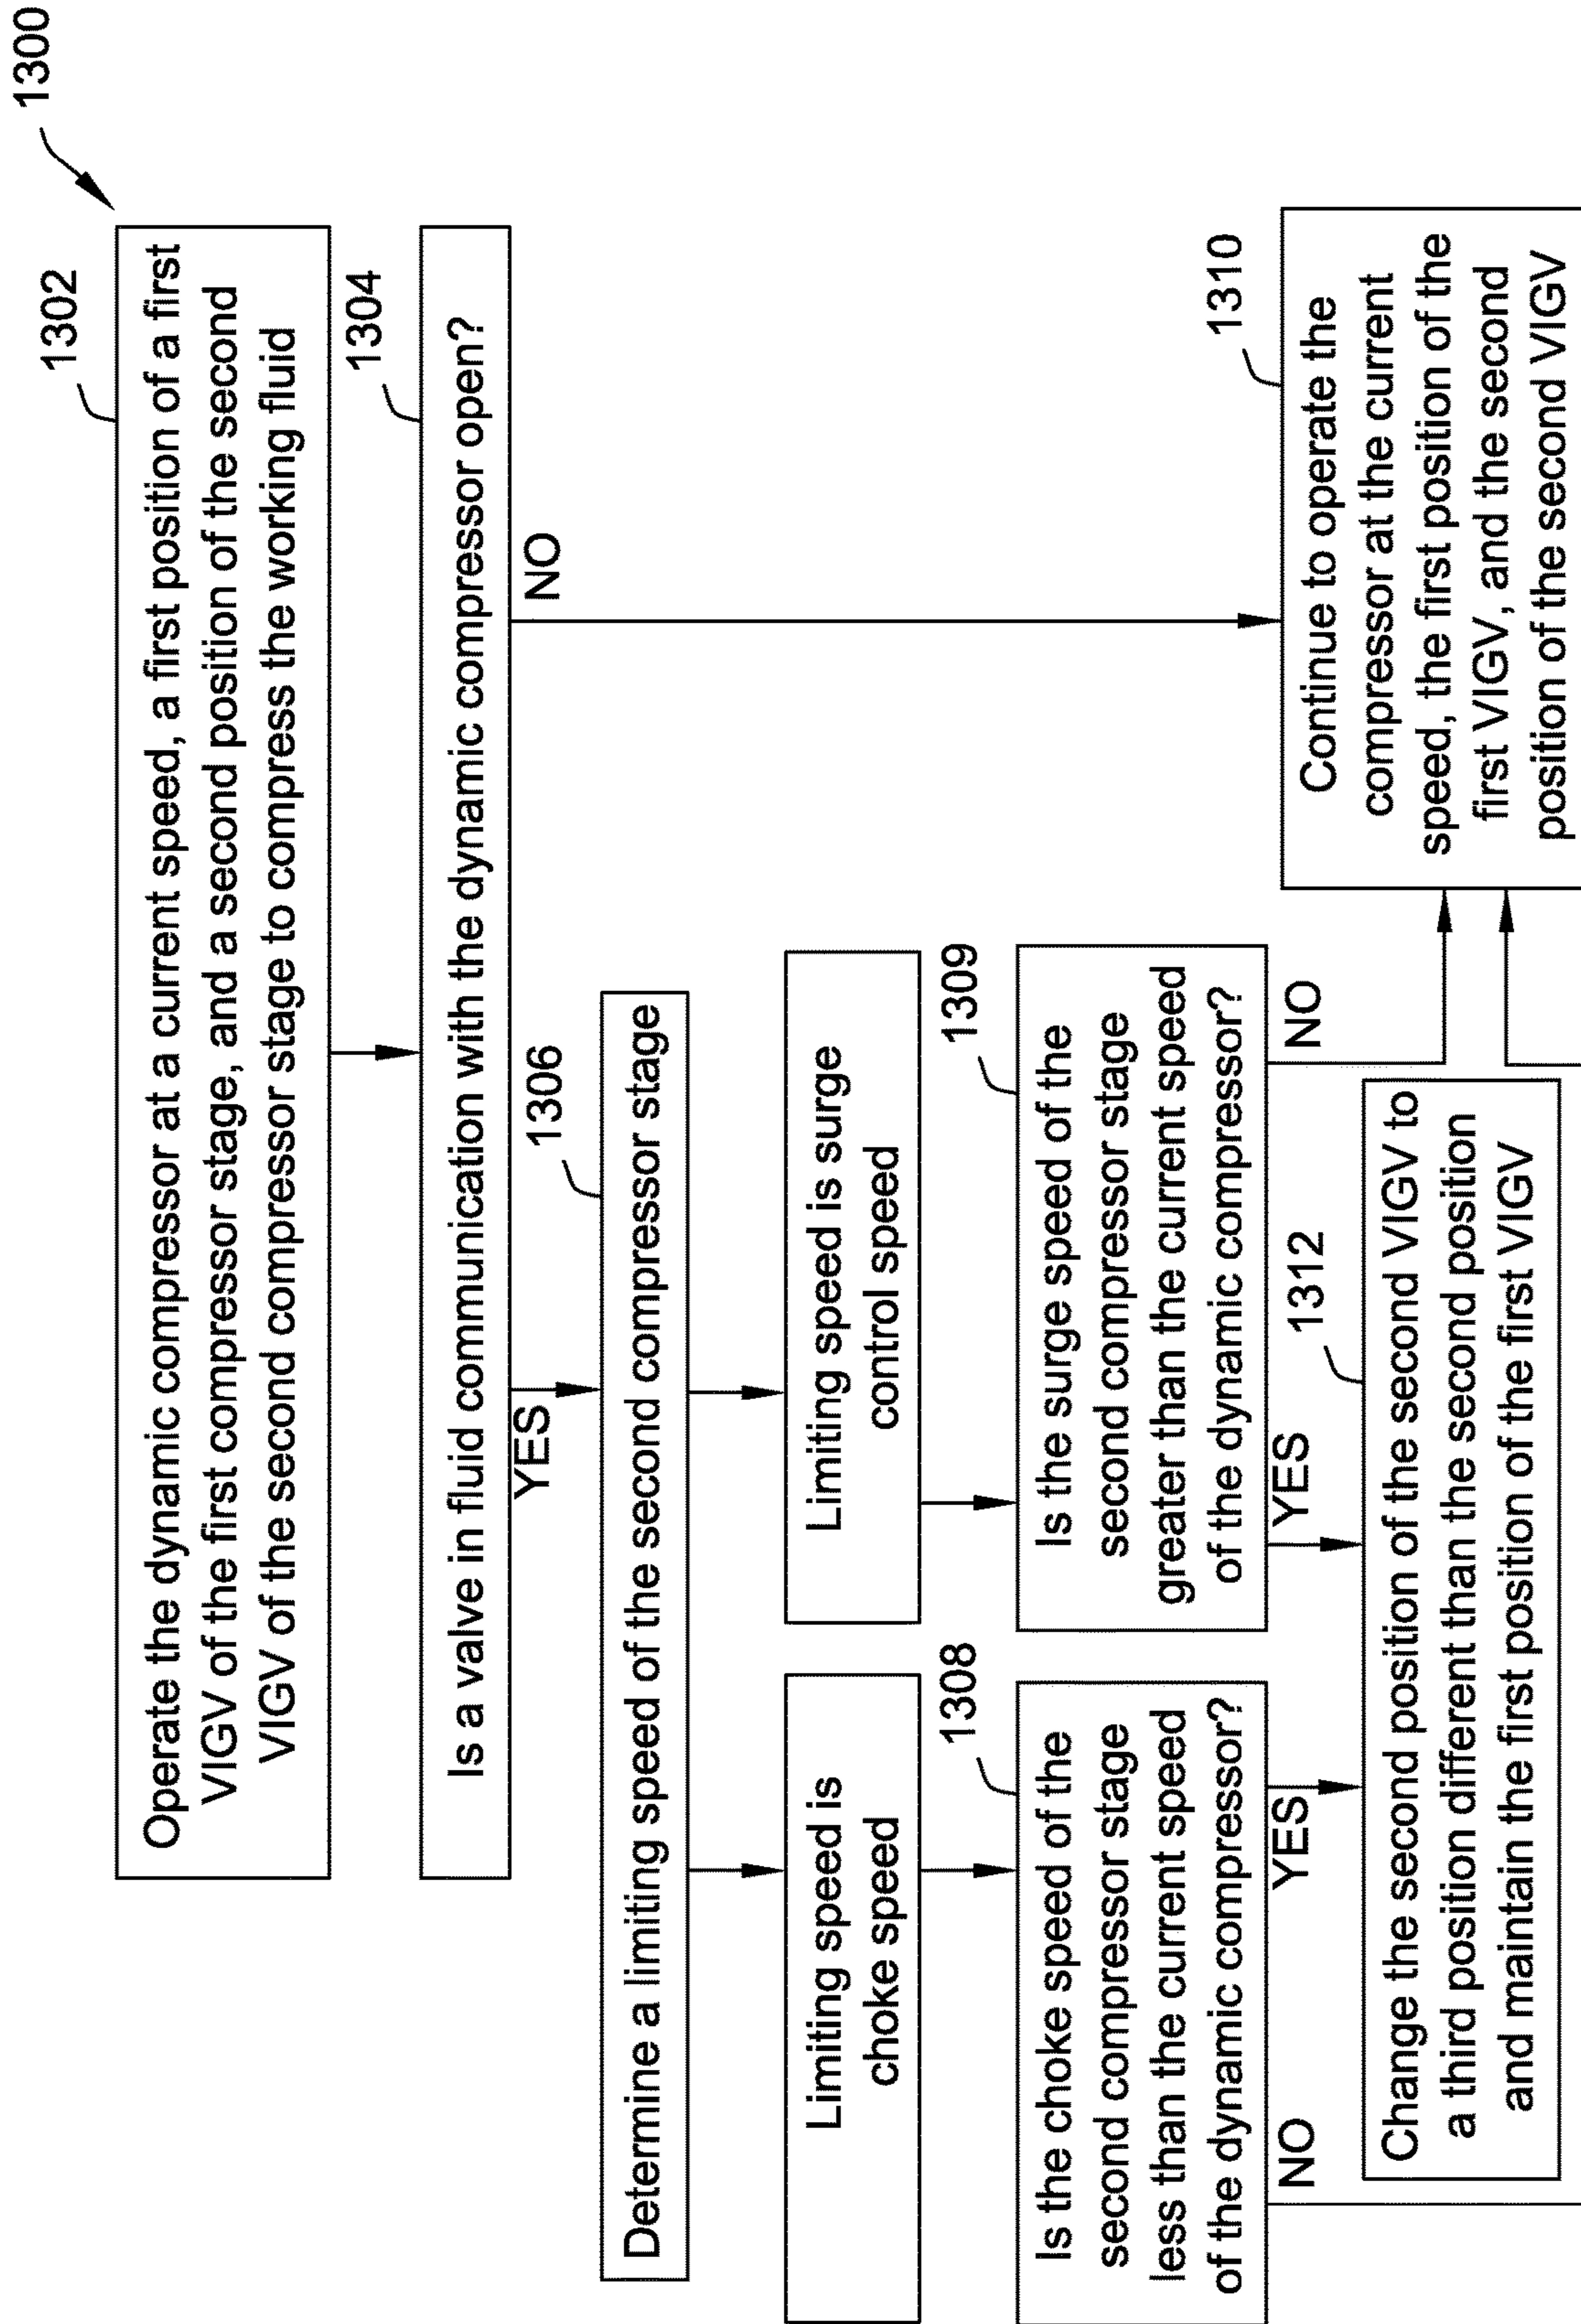 1300
1302
Operate the dynamic compressor at a current speed, a first position of a first
VIGV of the first compressor stage, and a second position of the second
VIGV of the second compressor stage to compress the working fluid
1304
Is a valve in fluid communication with the dynamic compressor open?
YES
NO
1306
Determine a limiting speed of the second compressor stage
Limiting speed is
choke speed
Limiting speed is surge
control speed
1308
Is the choke speed of the
second compressor stage
less than the current speed
of the dynamic compressor?
1309
Is the surge speed of the
second compressor stage
greater than the current speed
of the dynamic compressor?
1310
Continue to operate the
compressor at the current
speed, the first position of the
first VIGV, and the second
position of the second VIGV
NO
YES
YES
NO
1312
Change the second position of the second VIGV to
a third position different than the second position
and maintain the first position of the first VIGV